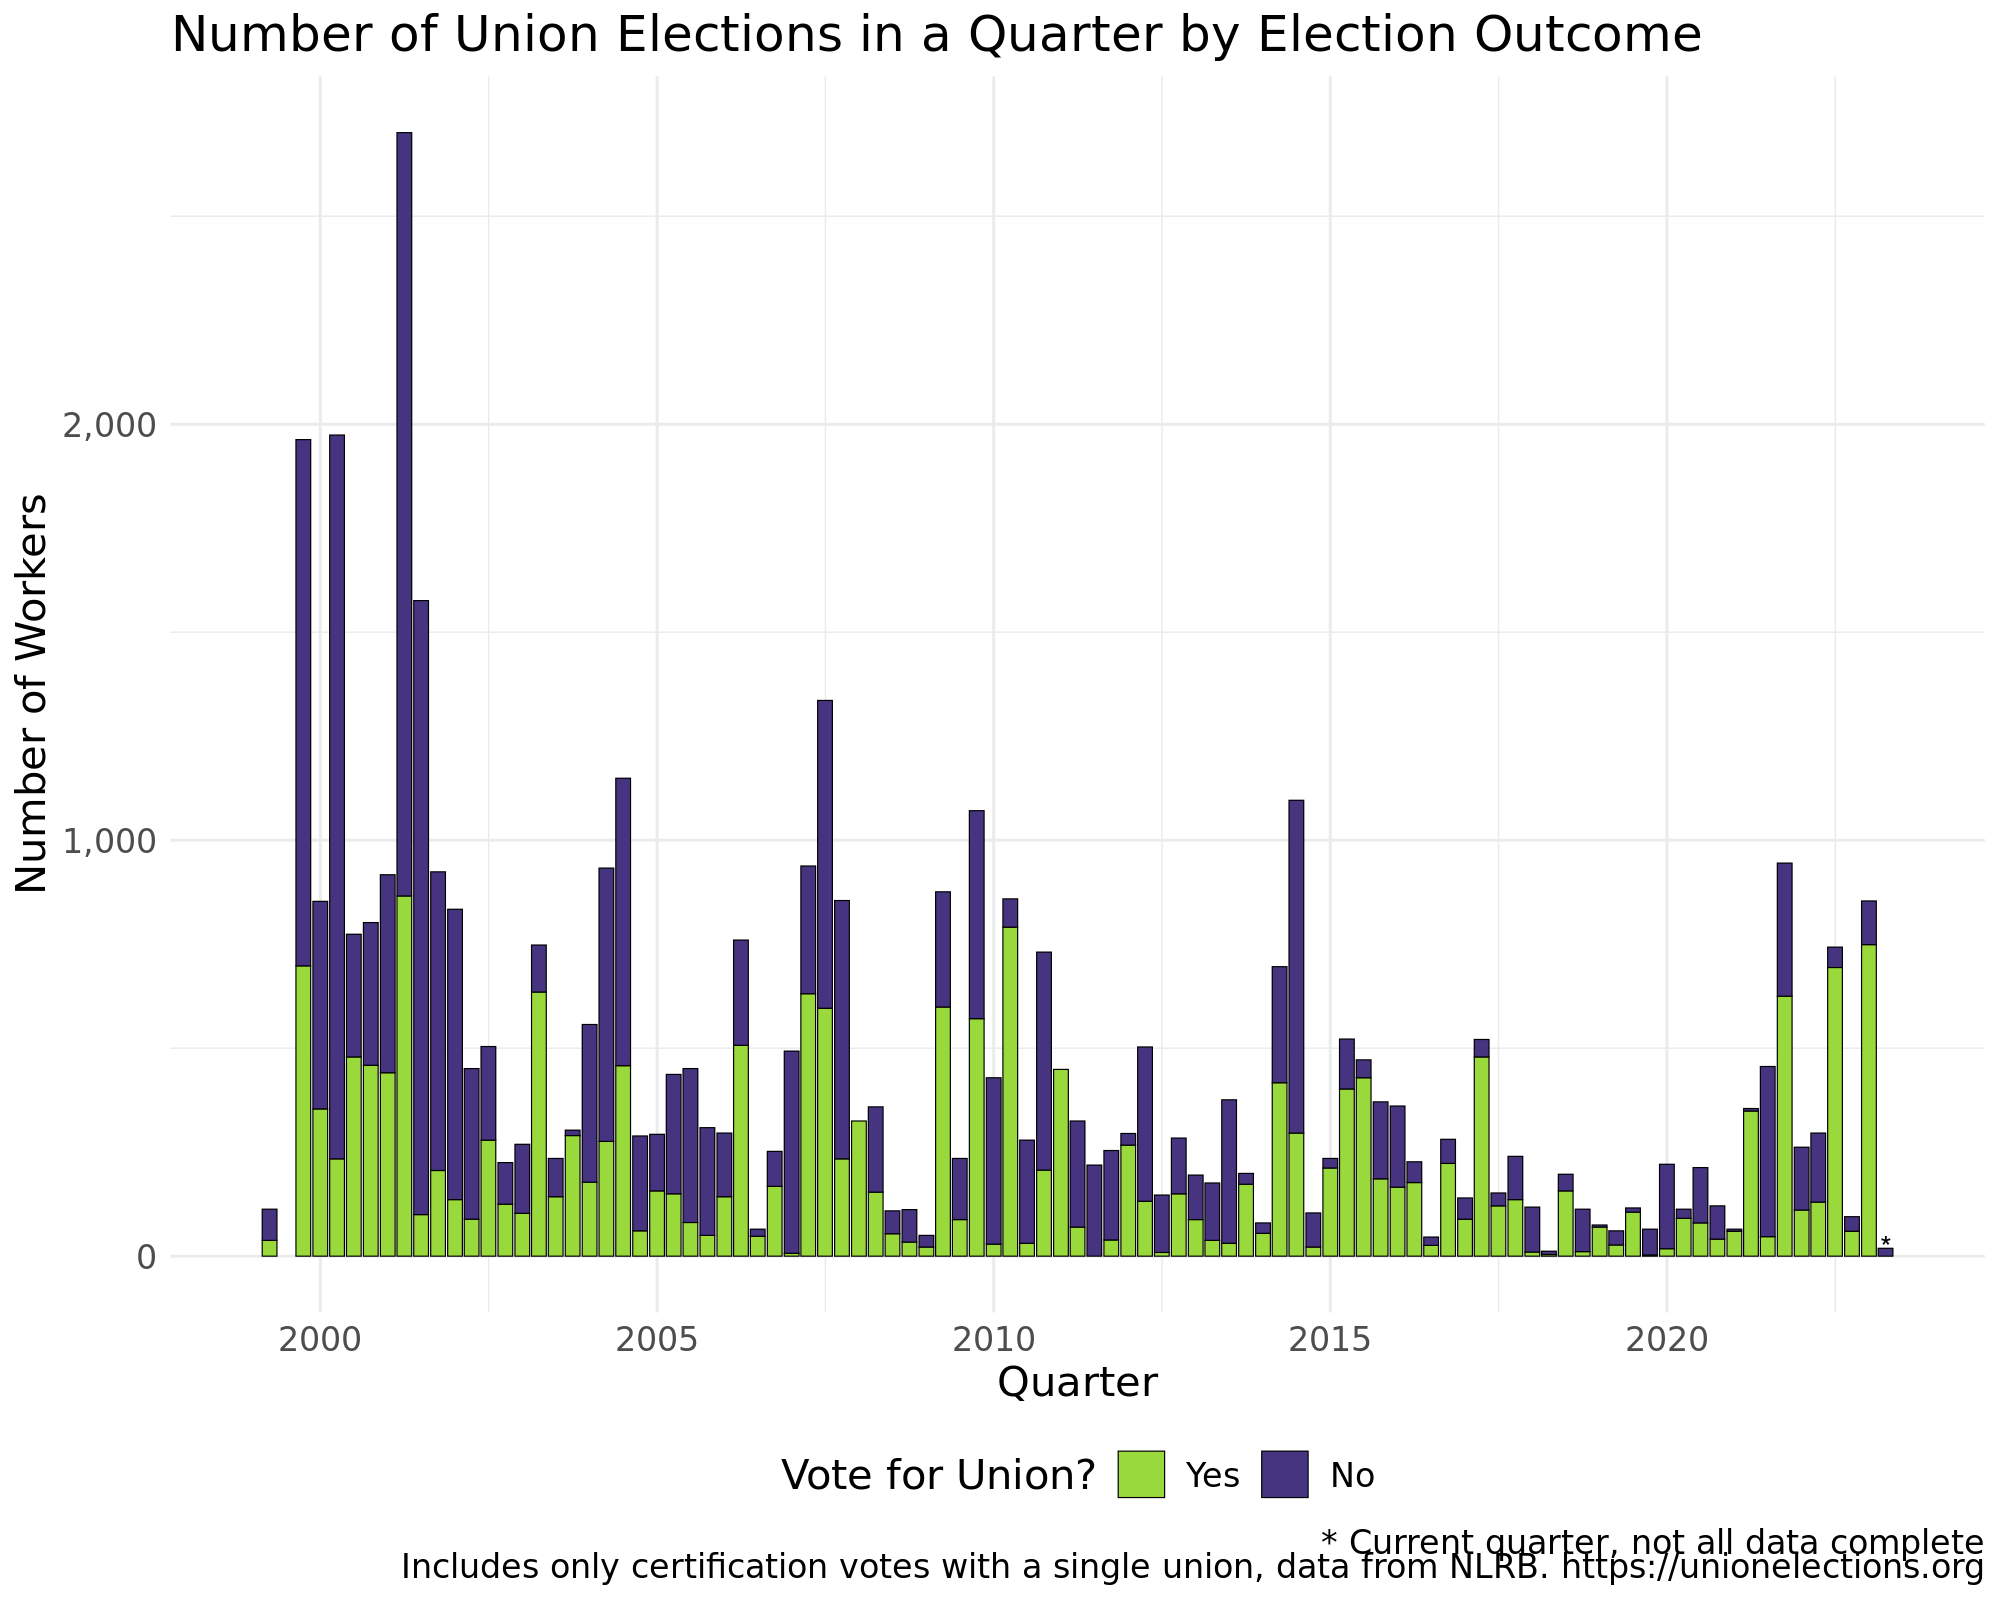 Number of Union Elections in a Quarter by Election Outcome
Number of Workers
2,000
1,000
0
*
2000 2005 2010 2015 2020
Quarter
Vote for Union? Yes No
* Current quarter, not all data complete
Includes only certification votes with a single union, data from NLRB. https://unionelections.org